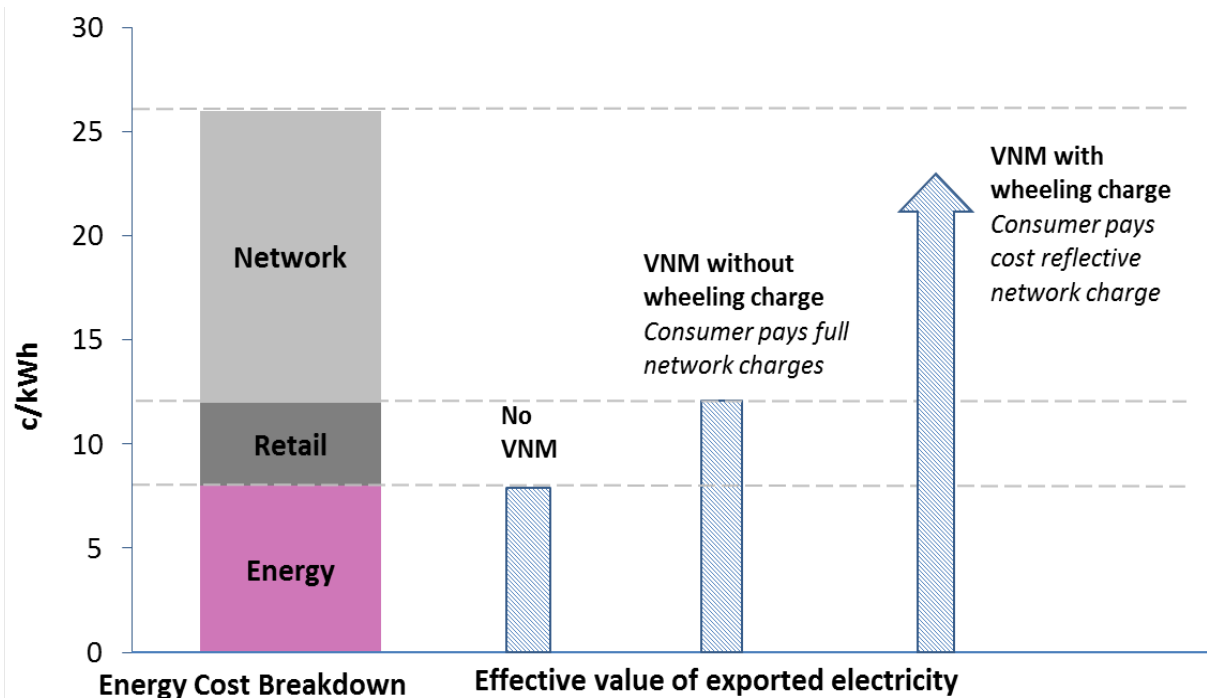 30
25
20
15
10
5
0
c/kWh
Network
Retail
Energy
No
VNM
VNM without
wheeling charge
Consumer pays full
network charges
VNM with
wheeling charge
Consumer pays
cost reflective
network charge
Energy Cost Breakdown
Effective value of exported electricity